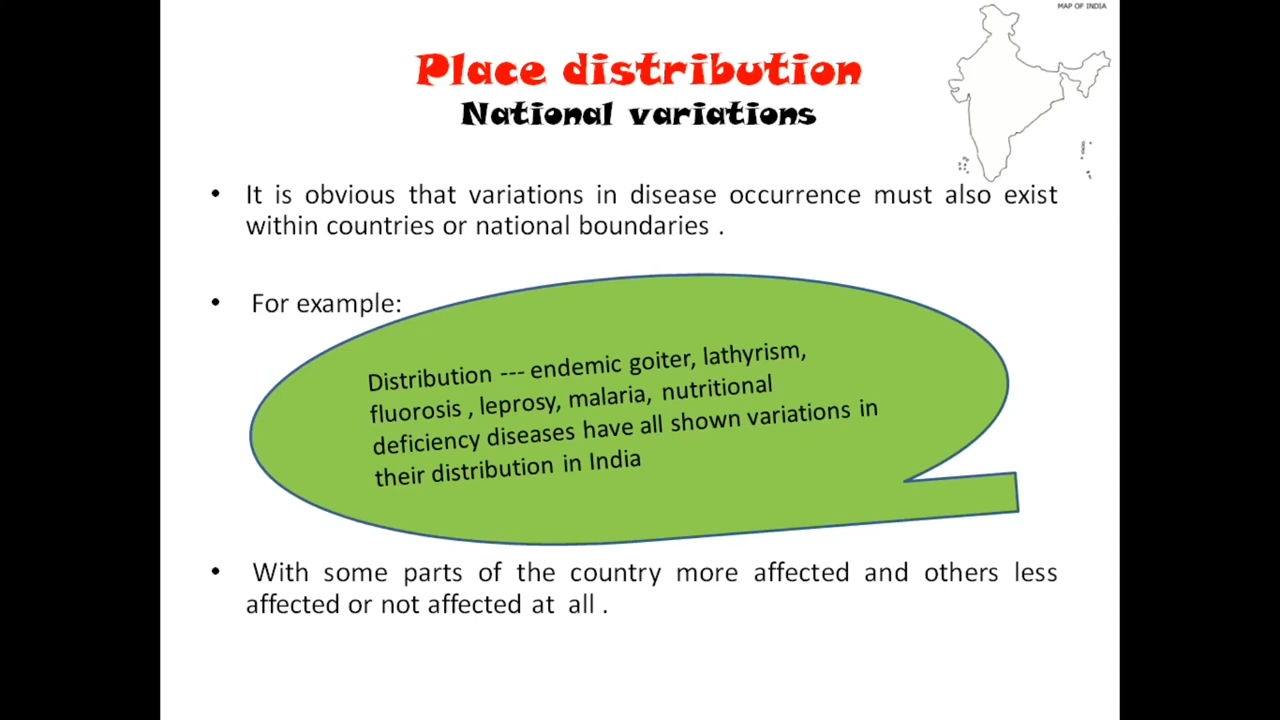 MAP OF INDIA
Place distribution
National variations
• It is obvious that variations in disease occurrence must also exist
within countries or national boundaries .
• For example:
Distribution --- endemic goiter, lathyrism,
fluorosis , leprosy, malaria, nutritional
deficiency diseases have all shown variations in
their distribution in India
• With some parts of the country more affected and others less
affected or not affected at all .